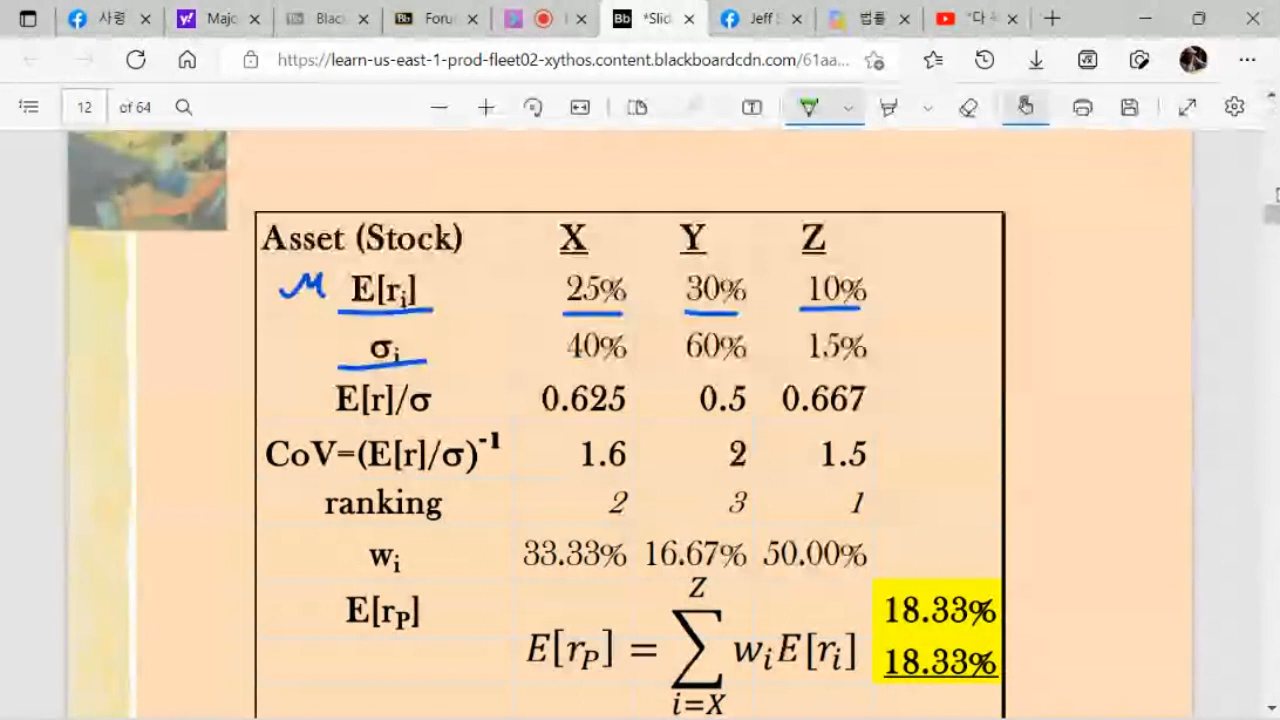 사령
Majo
Blac
Foru
*Slid
Jeff
법률
https://learn-us-east-1-prod-fleet02-xythos.content.blackboardcdn.com/61aa...
12 of 64
Asset (Stock) X Y Z
M E[ri] 25% 30% 10%
σi 40% 60% 15%
E[r]/σ 0.625 0.5 0.667
CoV=(E[r]/σ)⁻¹ 1.6 2 1.5
ranking 2 3 1
wi 33.33% 16.67% 50.00%
E[rP] 18.33%
E[rP] = ∑ i=X Z wiE[ri] 18.33%